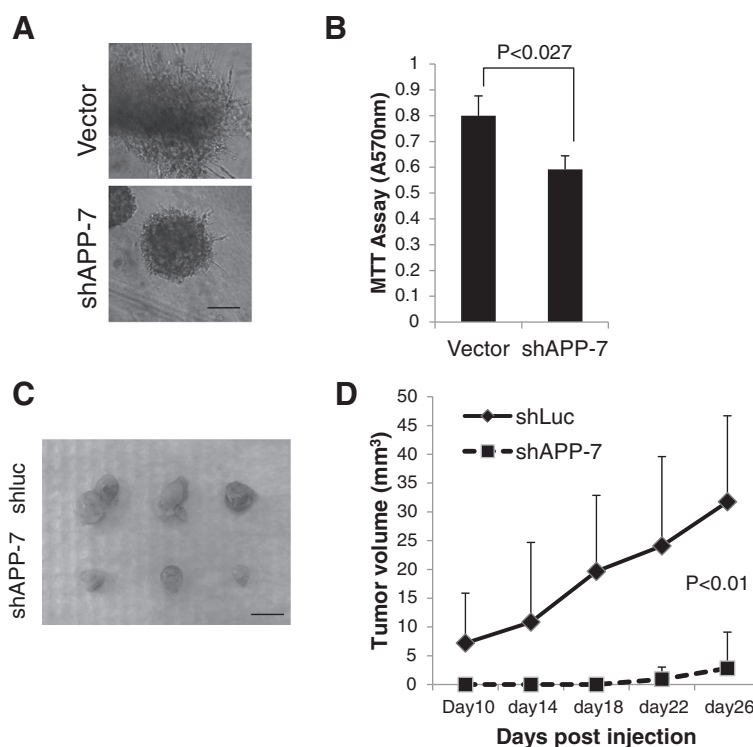 A
Vector
shAPP-7
B
P<0.027
MTT Assay (A570nm)
1
0.9
0.8
0.7
0.6
0.5
0.4
0.3
0.2
0.1
0
Vector shAPP-7
C
shluc
shAPP-7
D
Tumor volume (mm³)
50
45
40
35
30
25
20
15
10
5
0
shLuc
shAPP-7
P<0.01
Day10 day14 day18 day22 day26
Days post injection